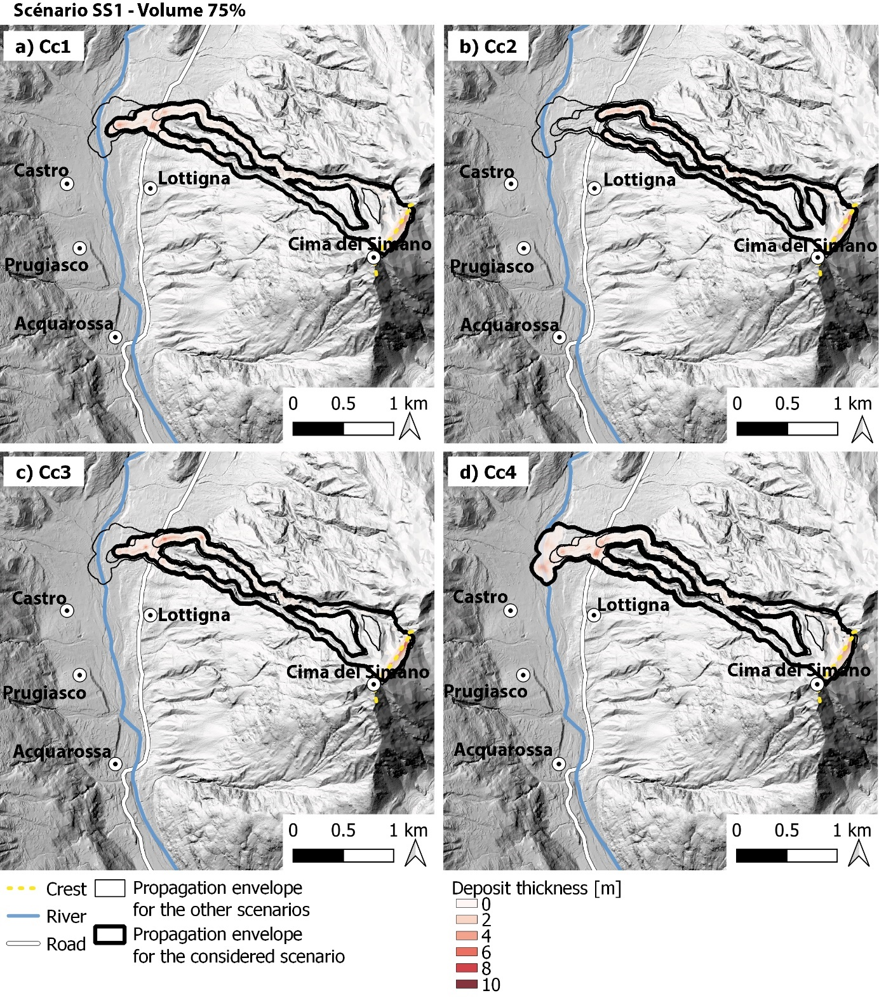 Scénario SS1 - Volume 75%
a) Cc1
Castro
Lottigna
Cima del Simano
Prugiasco
Acquarossa
0 0.5 1 km
b) Cc2
Castro
Lottigna
Cima del Simano
Prugiasco
Acquarossa
0 0.5 1 km
c) Cc3
Castro
Lottigna
Cima del Simano
Prugiasco
Acquarossa
0 0.5 1 km
d) Cc4
Castro
Lottigna
Cima del Simano
Prugiasco
Acquarossa
0 0.5 1 km
Crest
River
Road
Propagation envelope
for the other scenarios
Propagation envelope
for the considered scenario
Deposit thickness [m]
0
2
4
6
8
10